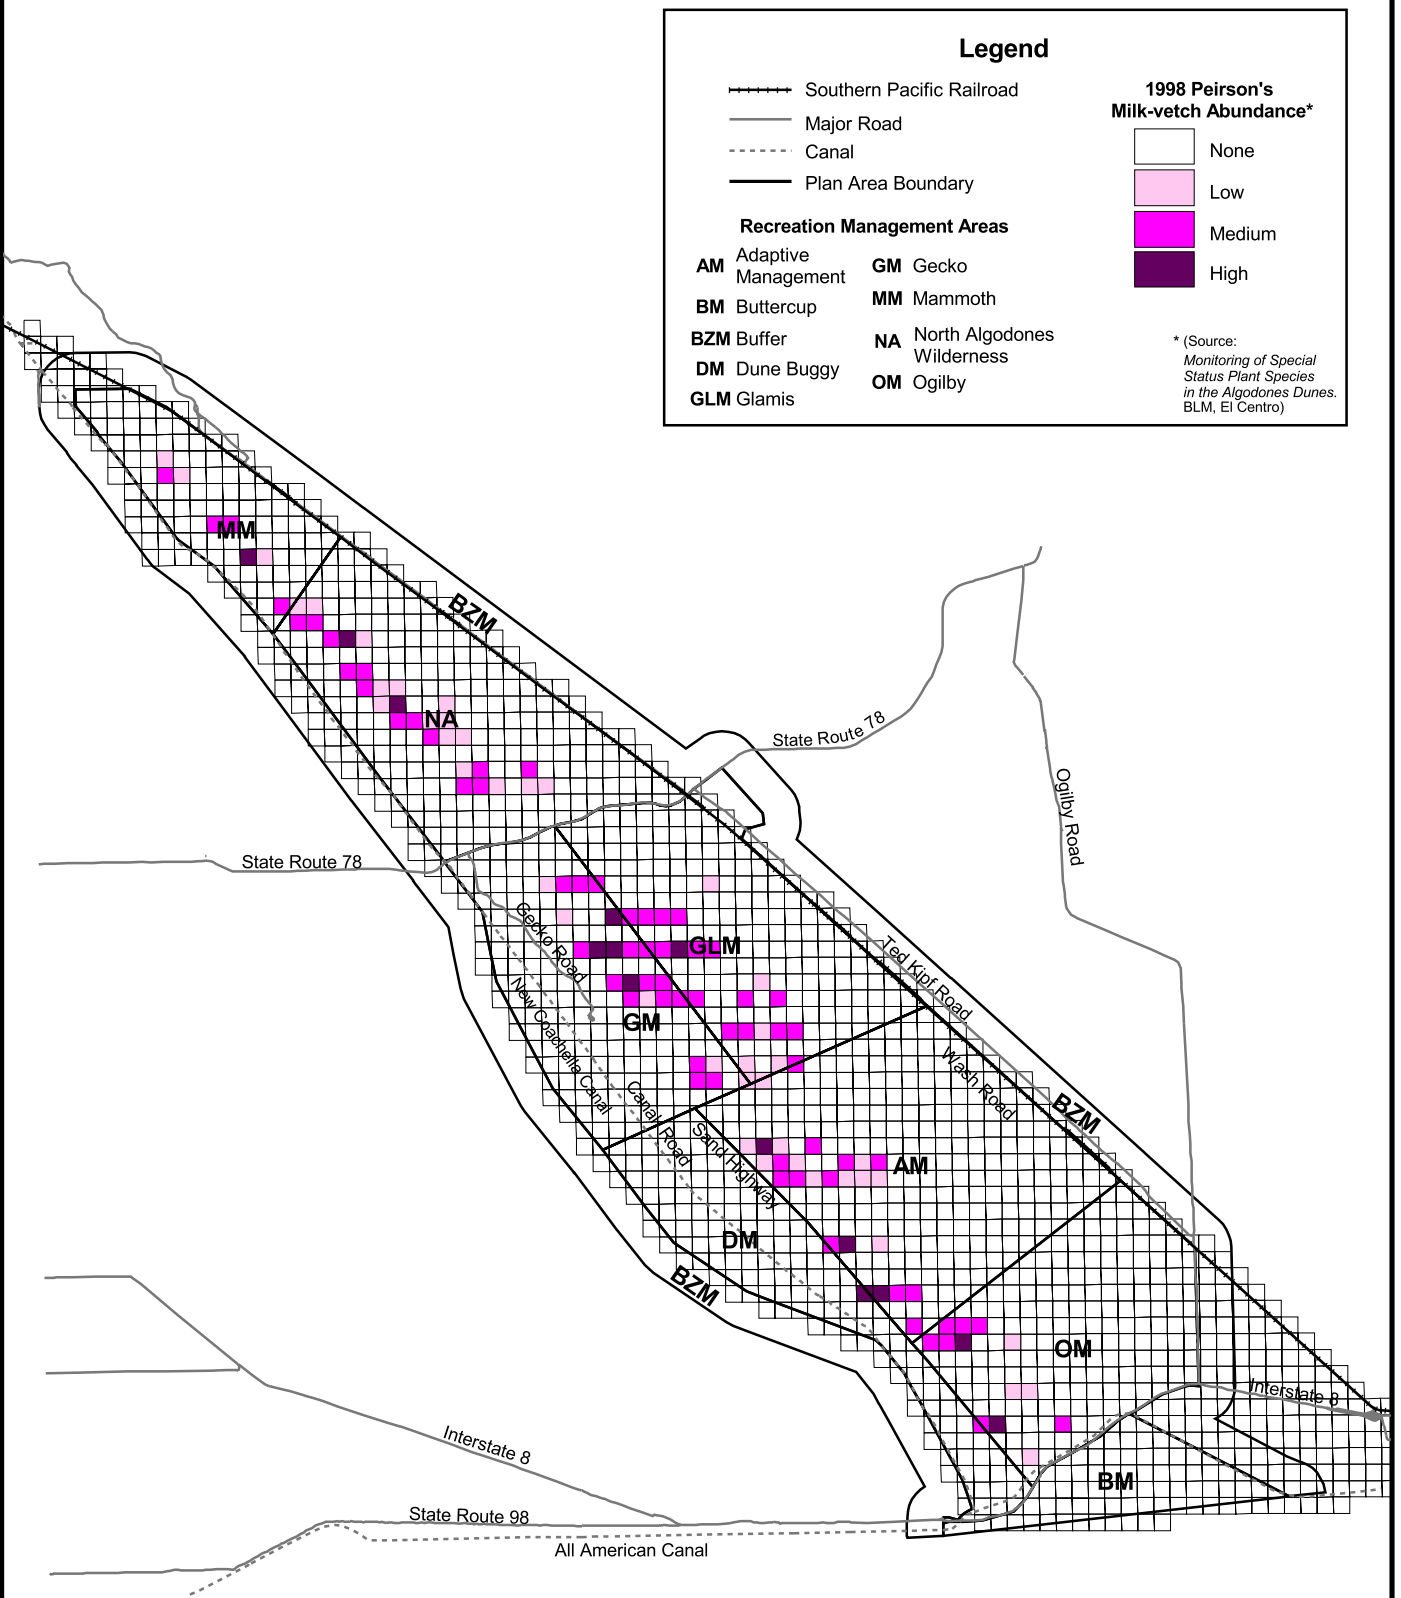 Legend
Southern Pacific Railroad
Major Road
Canal
Plan Area Boundary
Recreation Management Areas
AM Adaptive
Management
BM Buttercup
BZM Buffer
DM Dune Buggy
GLM Glamis
GM Gecko
MM Mammoth
NA North Algodones
Wilderness
OM Ogilby
1998 Peirson's
Milk-vetch Abundance*
None
Low
Medium
High
* (Source:
Monitoring of Special
Status Plant Species
in the Algodones Dunes.
BLM, El Centro)
MM
BZM
NA
State Route 78
Ogilby Road
State Route 78
Gecko Road
GLM
Ted Kipf Road
New Coachella Canal
GM
Wash Road
Canal Road
BZM
Sand Highway
AM
DM
BZM
OM
Interstate 8
Interstate 8
BM
State Route 98
All American Canal